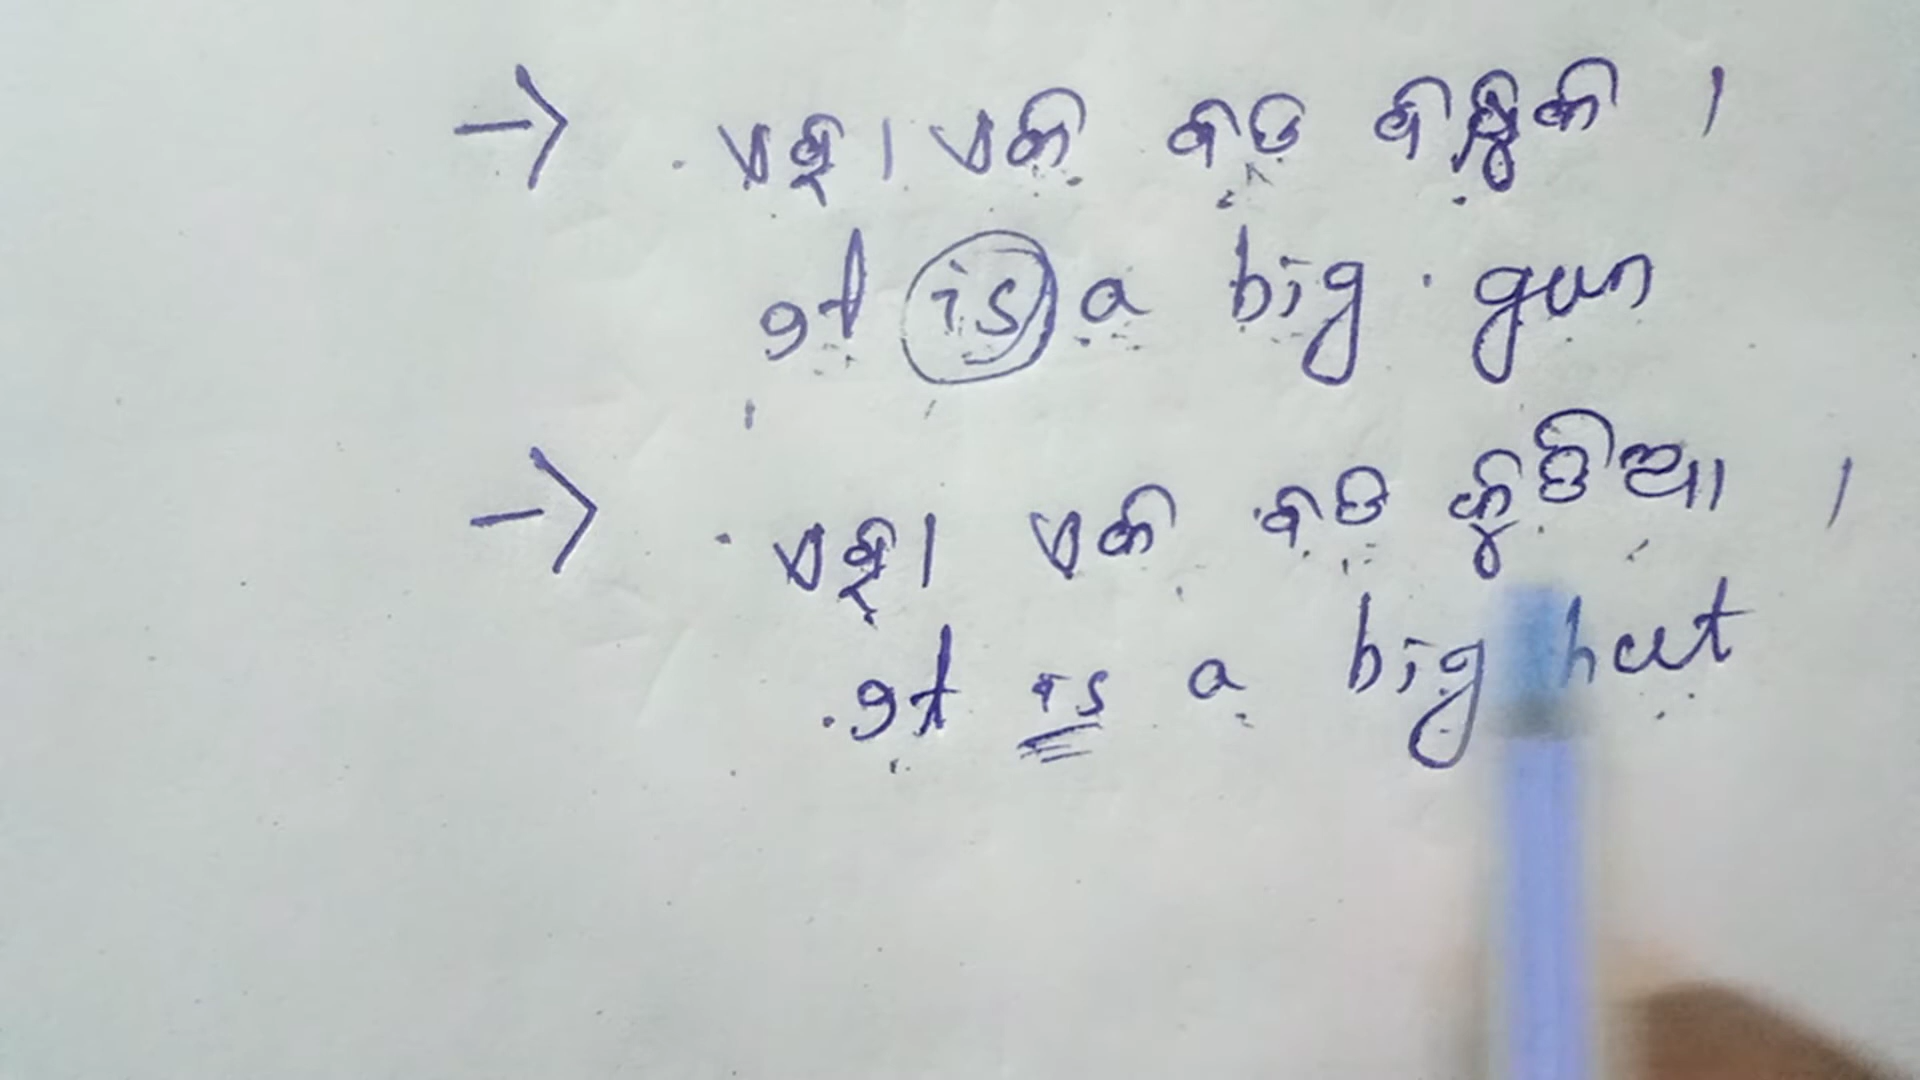 → ଏହା ଏକ ବଡ ବନ୍ଧୁକ ।
It is a big gun
→ ଏହା ଏକ ବଡ କୁଡିଆ ।
It is a big hut